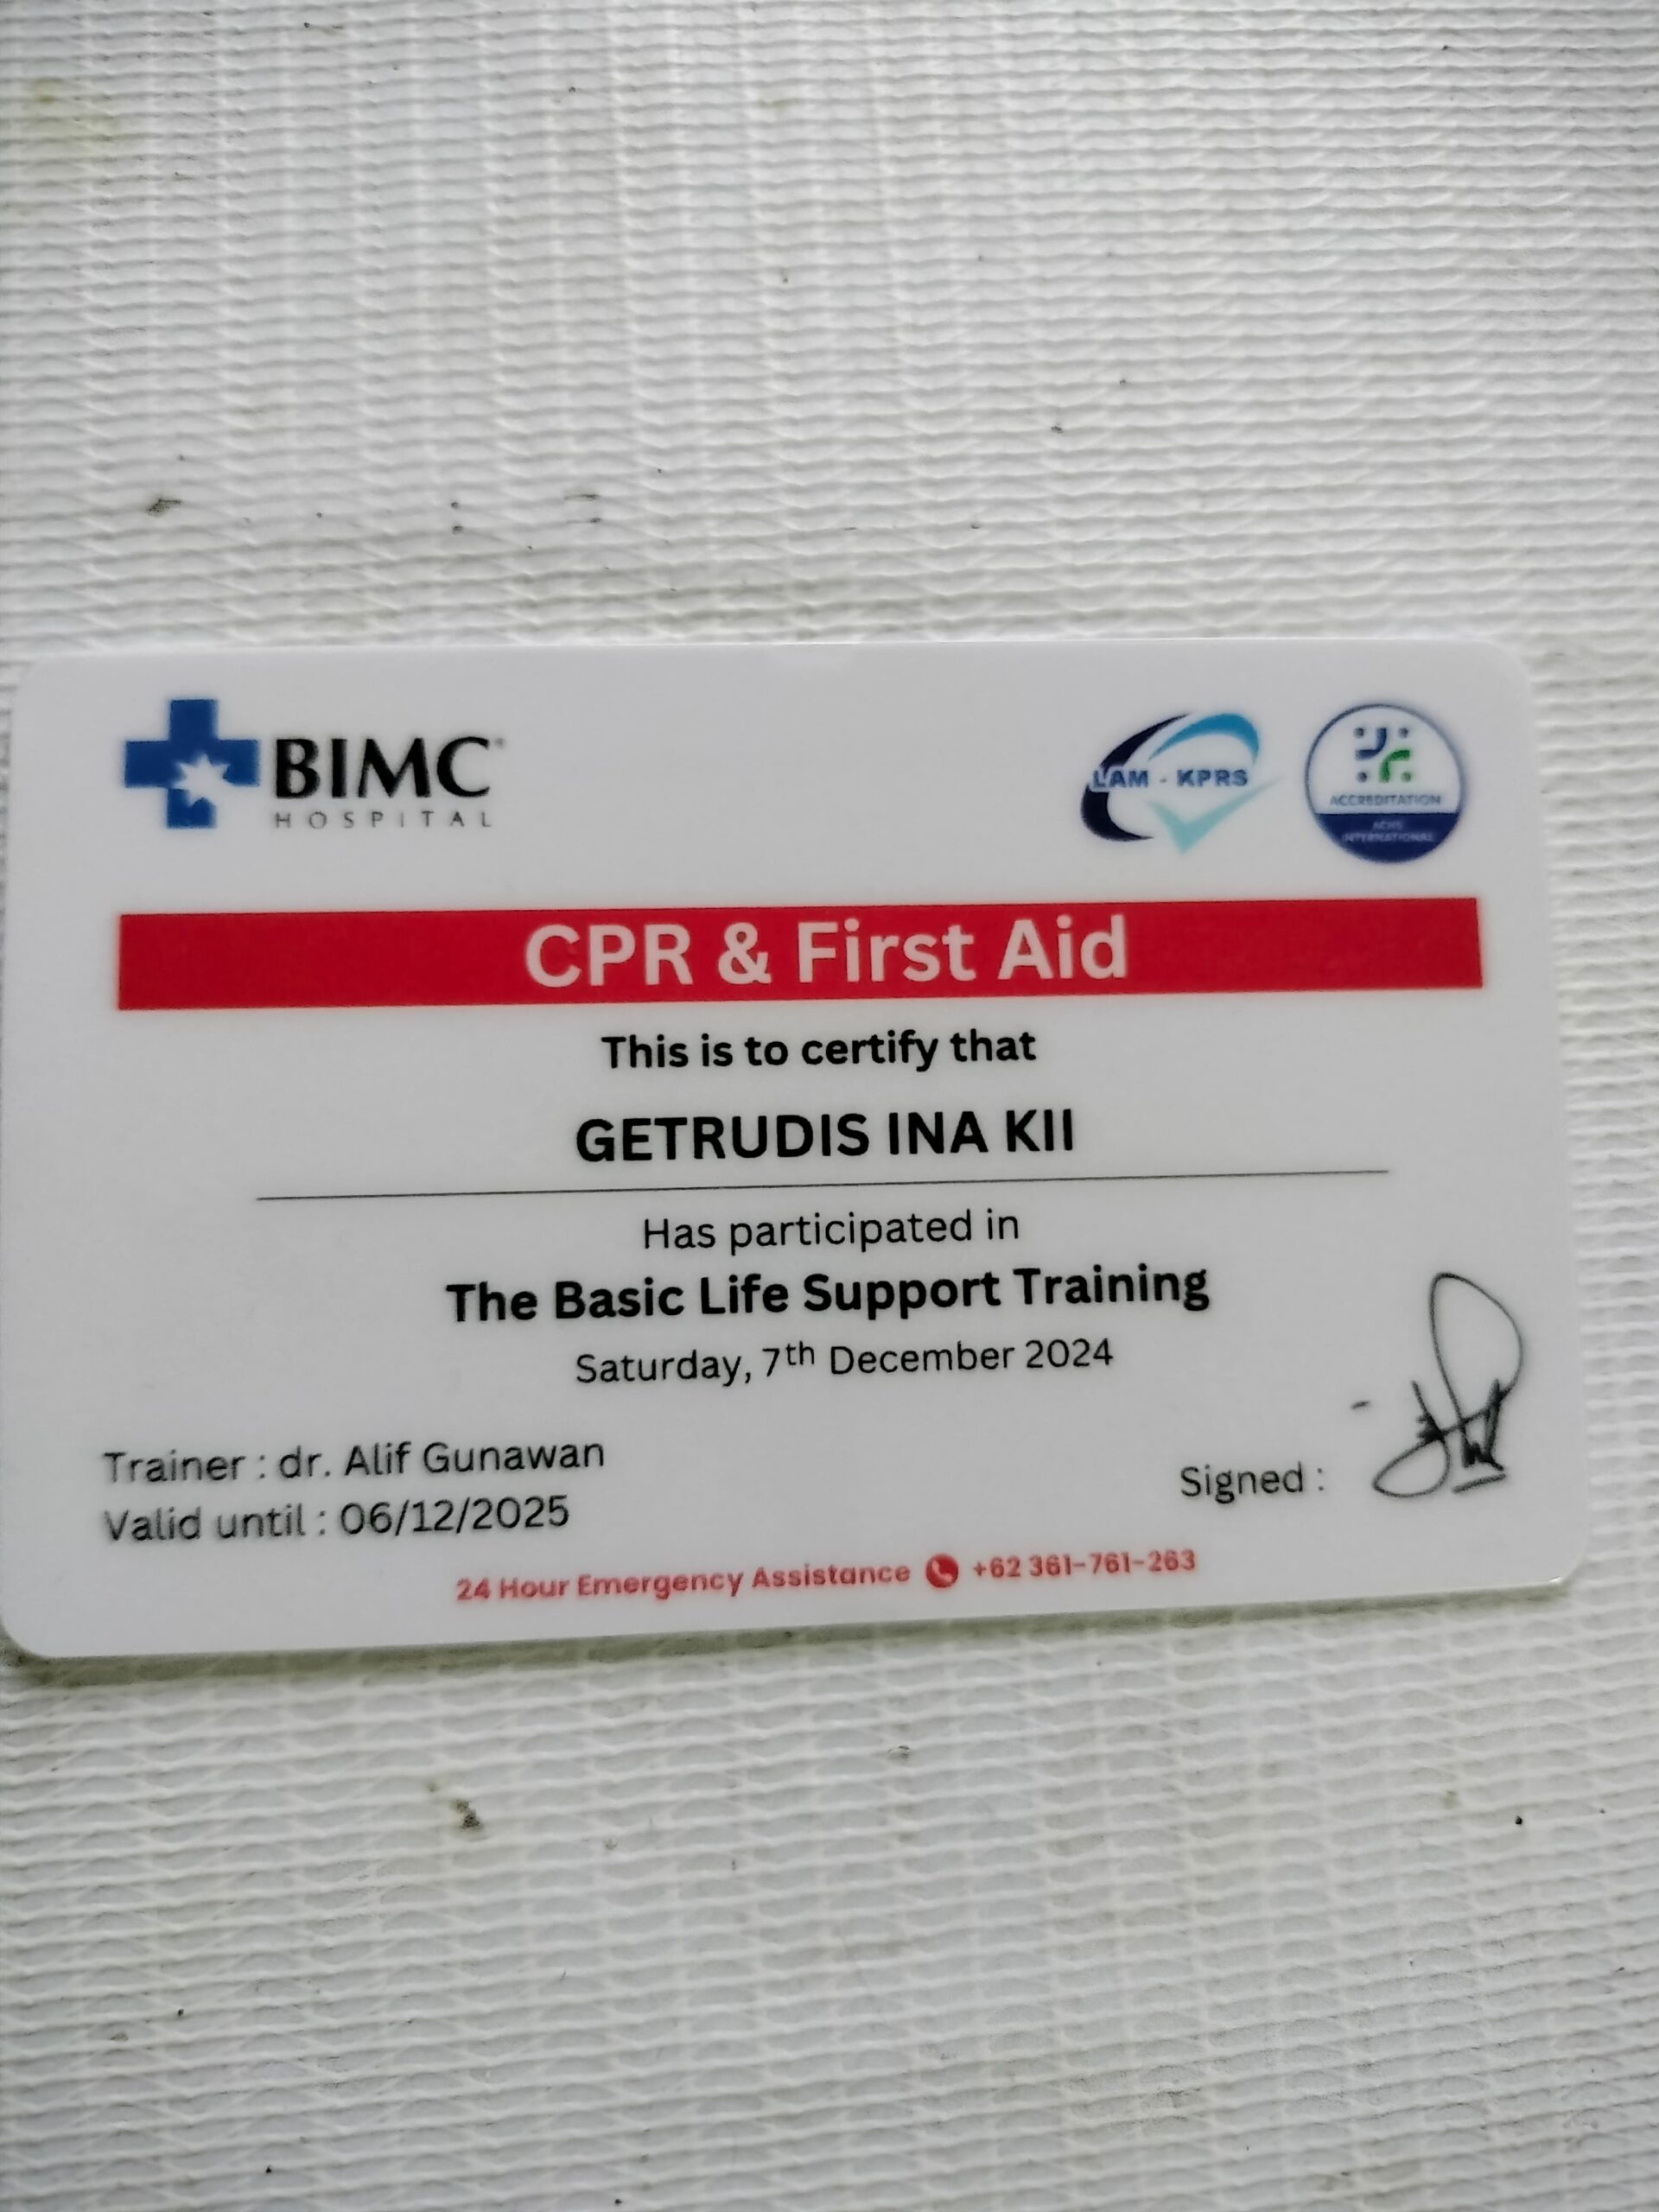 BIMC
HOSPITAL
LAM - KPRS
ACCREDITATION
ACHS
INTERNATIONAL
CPR & First Aid
This is to certify that
GETRUDIS INA KII
Has participated in
The Basic Life Support Training
Saturday, 7th December 2024
Trainer : dr. Alif Gunawan
Valid until : 06/12/2025
Signed :
24 Hour Emergency Assistance +62 361-761-263